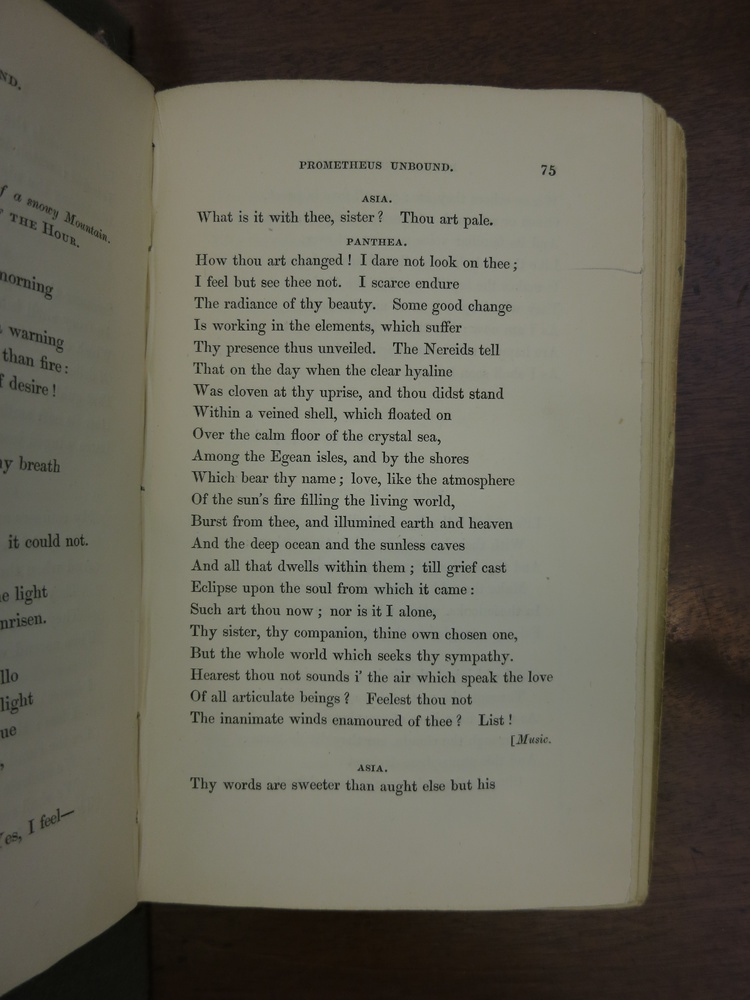 ND.
f a snowy Mountain.
THE HOUR.
morning
warning
than fire:
f desire!
y breath
it could not.
e light
nrisen.
llo
light
ue
,
es, I feel—
PROMETHEUS UNBOUND. 75
ASIA.
What is it with thee, sister? Thou art pale.
PANTHEA.
How thou art changed! I dare not look on thee;
I feel but see thee not. I scarce endure
The radiance of thy beauty. Some good change
Is working in the elements, which suffer
Thy presence thus unveiled. The Nereids tell
That on the day when the clear hyaline
Was cloven at thy uprise, and thou didst stand
Within a veined shell, which floated on
Over the calm floor of the crystal sea,
Among the Egean isles, and by the shores
Which bear thy name; love, like the atmosphere
Of the sun's fire filling the living world,
Burst from thee, and illumined earth and heaven
And the deep ocean and the sunless caves
And all that dwells within them; till grief cast
Eclipse upon the soul from which it came:
Such art thou now; nor is it I alone,
Thy sister, thy companion, thine own chosen one,
But the whole world which seeks thy sympathy.
Hearest thou not sounds i' the air which speak the love
Of all articulate beings? Feelest thou not
The inanimate winds enamoured of thee? List!
[Music.
ASIA.
Thy words are sweeter than aught else but his